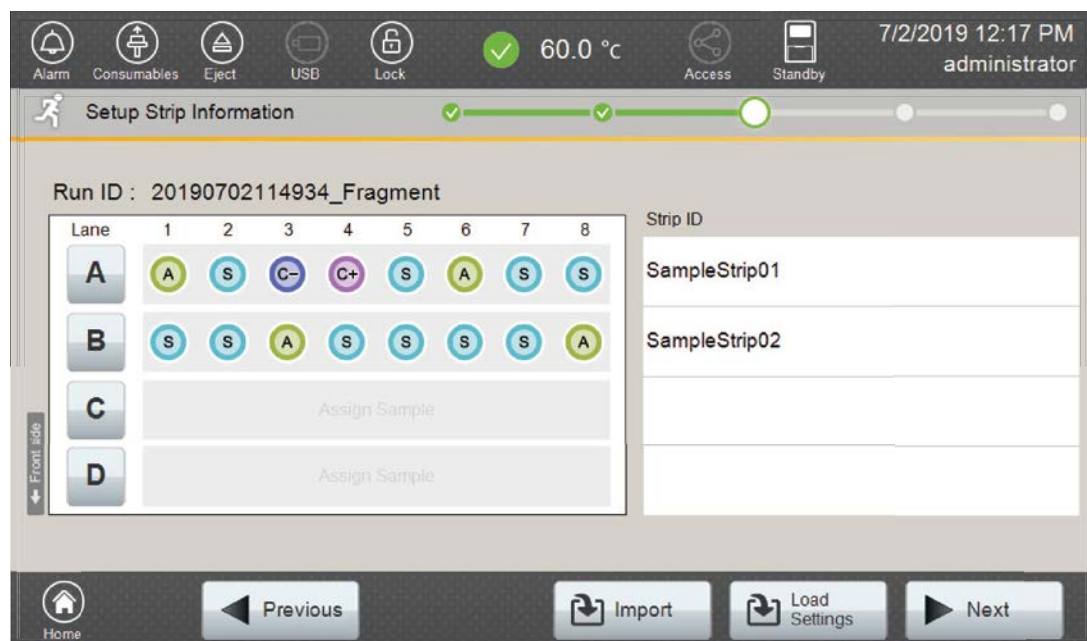 7/2/2019 12:17 PM
60.0 °c
administrator
Alarm Consumables Eject USB Lock Access Standby
Setup Strip Information
Run ID : 20190702114934_Fragment
Strip ID
Lane 1 2 3 4 5 6 7 8
A A S C- C+ S A S S SampleStrip01
B S S A S S S S A SampleStrip02
C Assign Sample
D Assign Sample
Front side
Previous Import Load Settings Next
Home